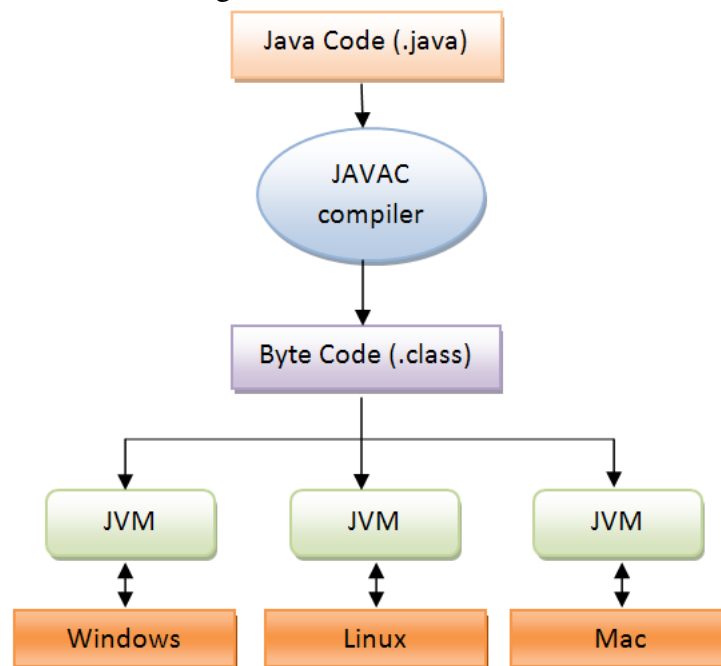 Java Code (.java)
JAVAC
compiler
Byte Code (.class)
JVM
JVM
JVM
Windows
Linux
Mac